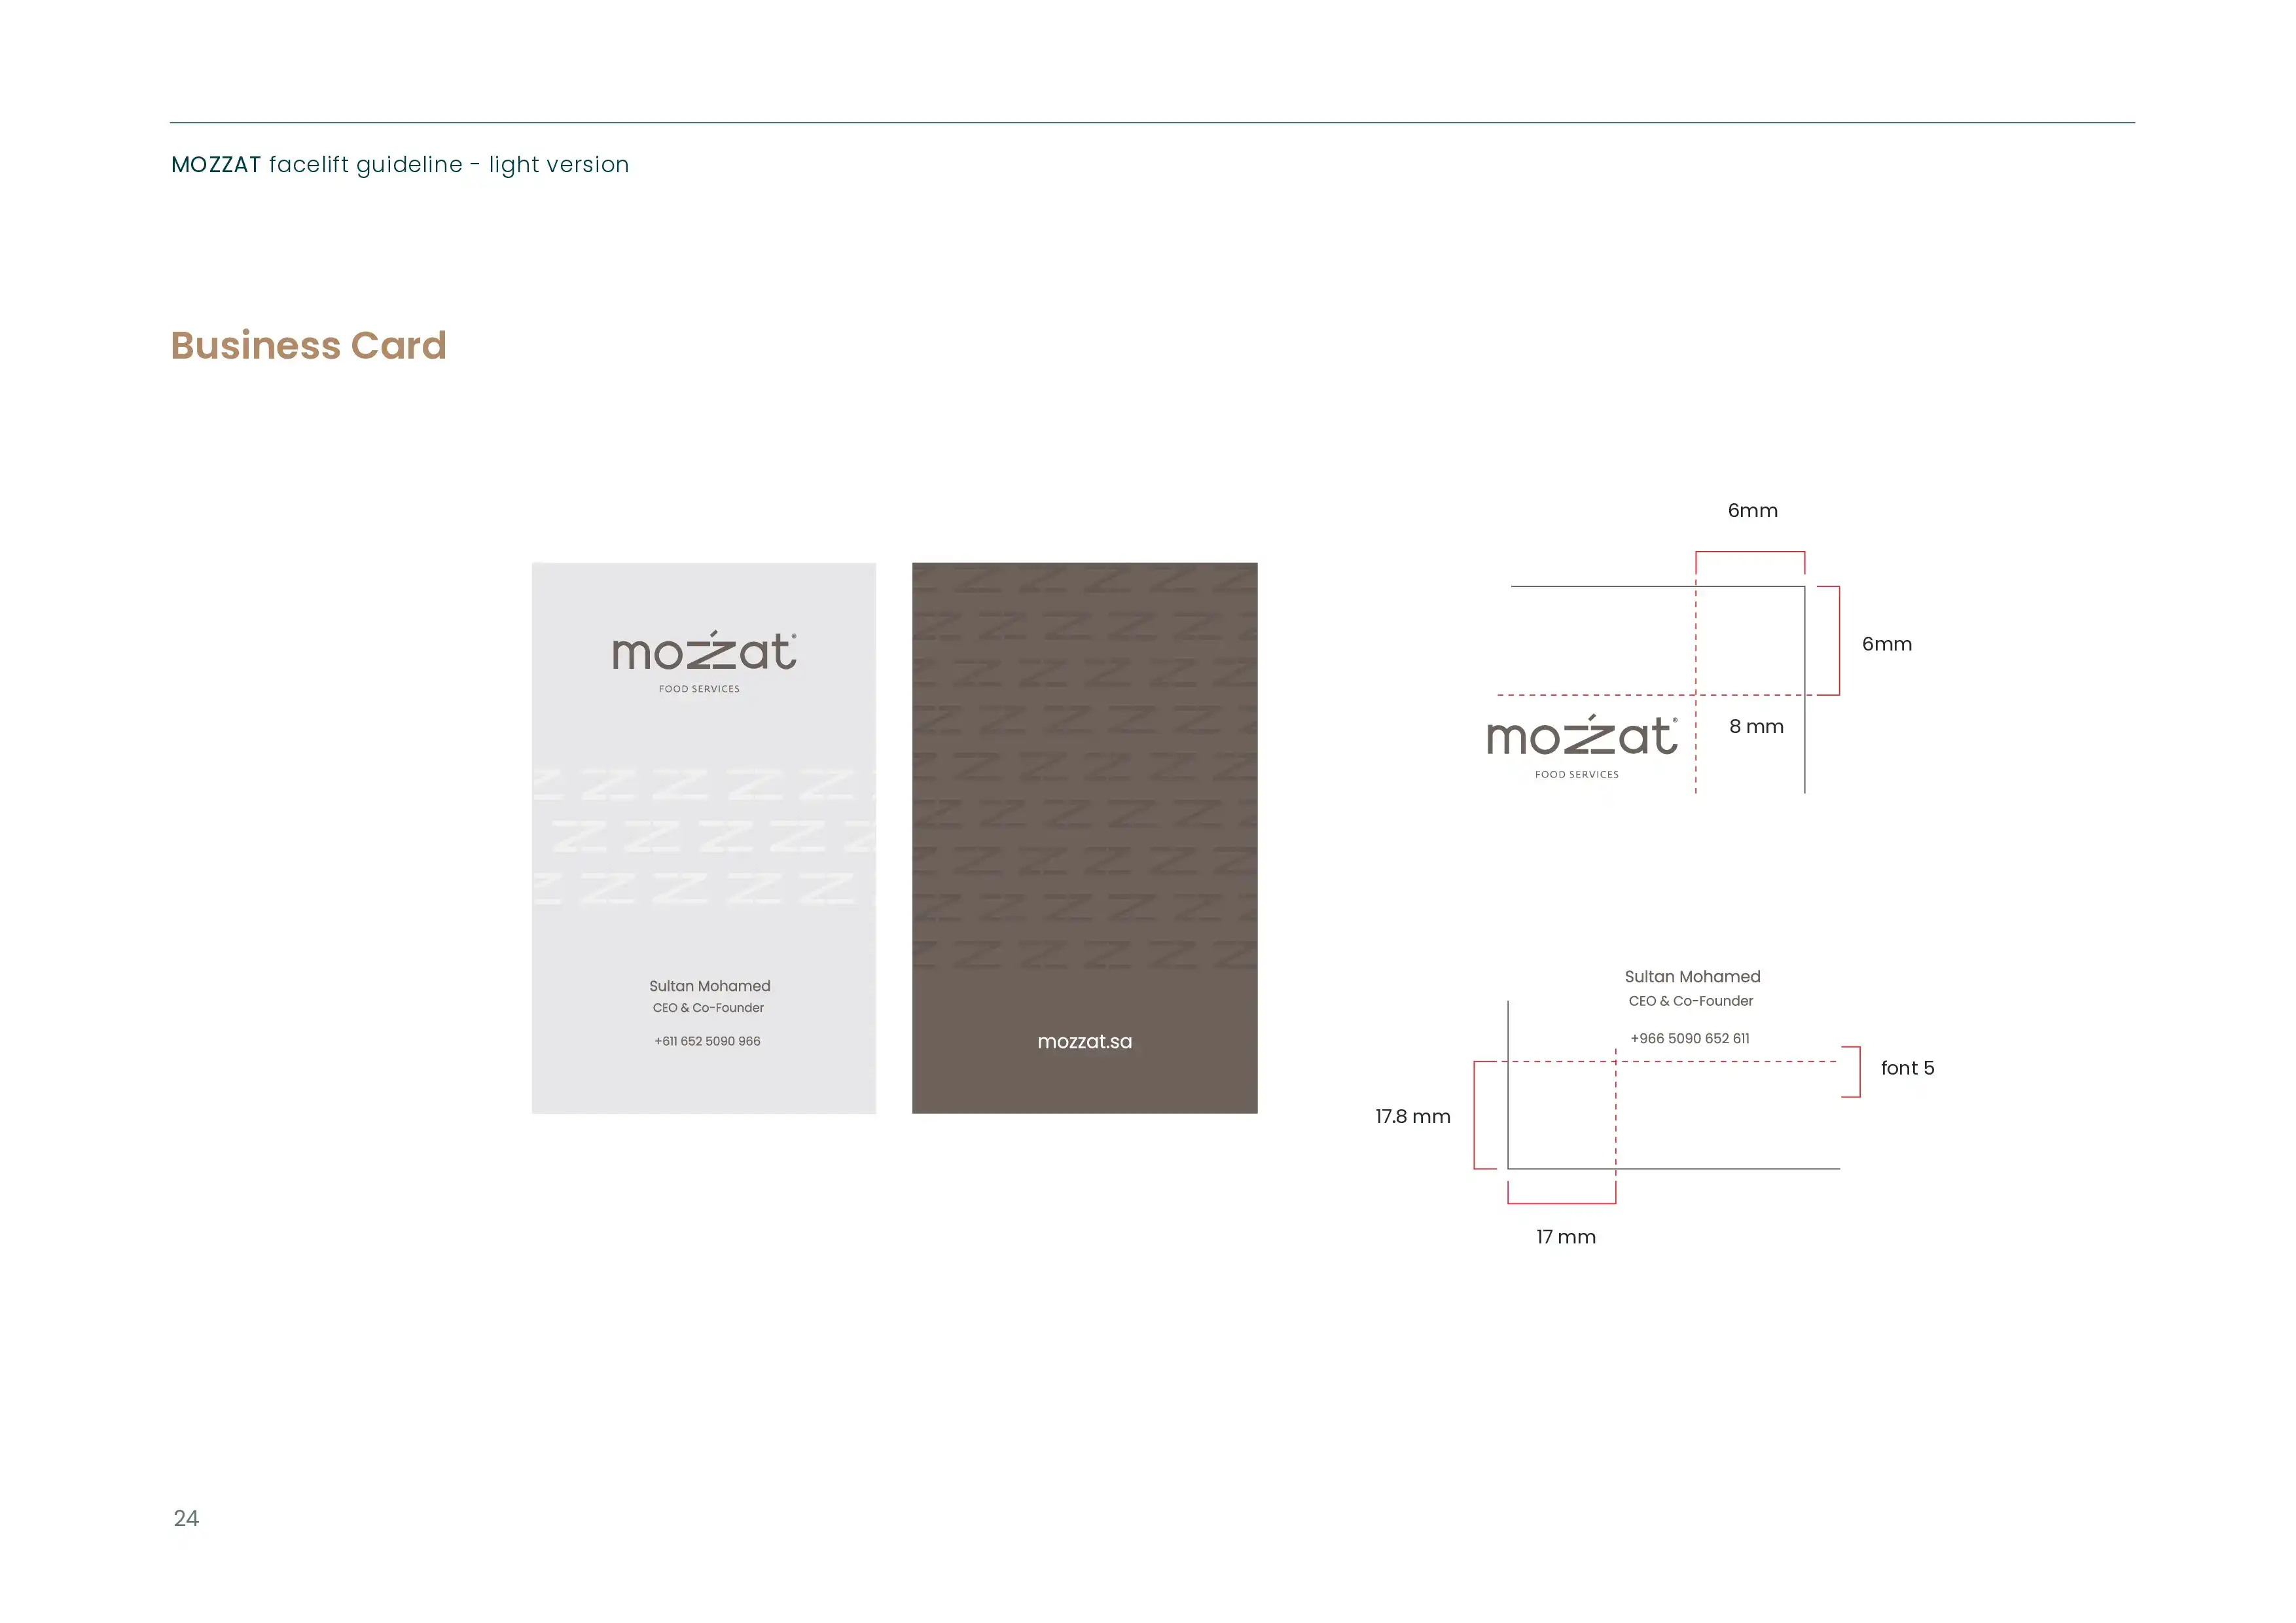 MOZZAT facelift guideline - light version
Business Card
mozzat®
FOOD SERVICES
Sultan Mohamed
CEO & Co-Founder
+611 652 5090 966
mozzat.sa
6mm
6mm
8 mm
mozzat®
FOOD SERVICES
Sultan Mohamed
CEO & Co-Founder
+966 5090 652 611
font 5
17.8 mm
17 mm
24